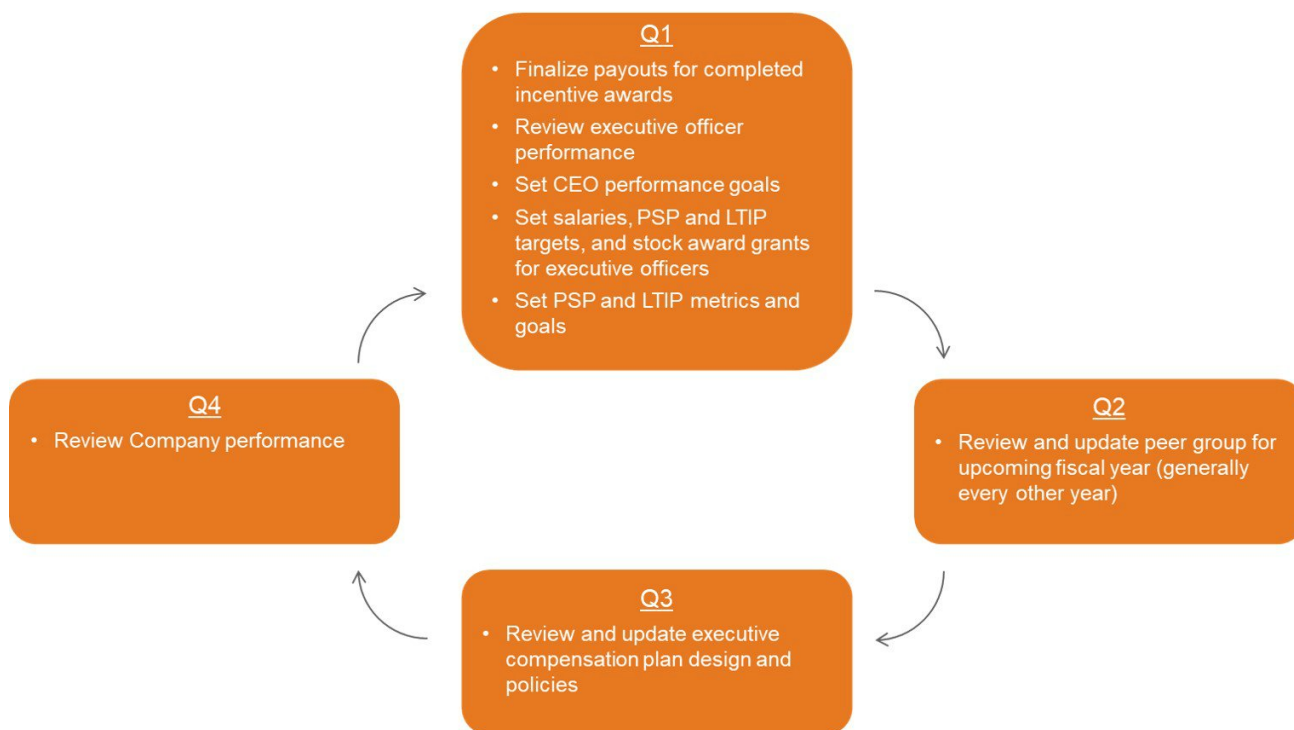 Q1
• Finalize payouts for completed
incentive awards
• Review executive officer
performance
• Set CEO performance goals
• Set salaries, PSP and LTIP
targets, and stock award grants
for executive officers
• Set PSP and LTIP metrics and
goals
Q4
• Review Company performance
Q2
• Review and update peer group for
upcoming fiscal year (generally
every other year)
Q3
• Review and update executive
compensation plan design and
policies